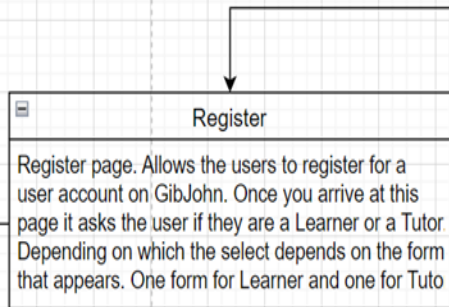 Register
Register page. Allows the users to register for a
user account on GibJohn. Once you arrive at this
page it asks the user if they are a Learner or a Tutor
Depending on which the select depends on the form
that appears. One form for Learner and one for Tuto